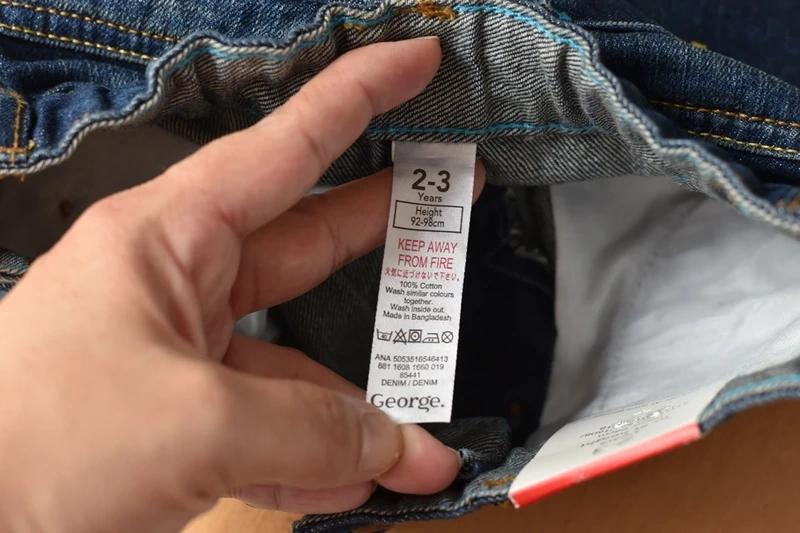 2-3
Years
Height
92-98cm
KEEP AWAY
FROM FIRE
火気に近づけないで下さい。
100% Cotton
Wash similar colours
together.
Wash inside out.
Made in Bangladesh
ANA 5053516546413
881 1608 1660 019
65441
DENIM / DENIM
George.